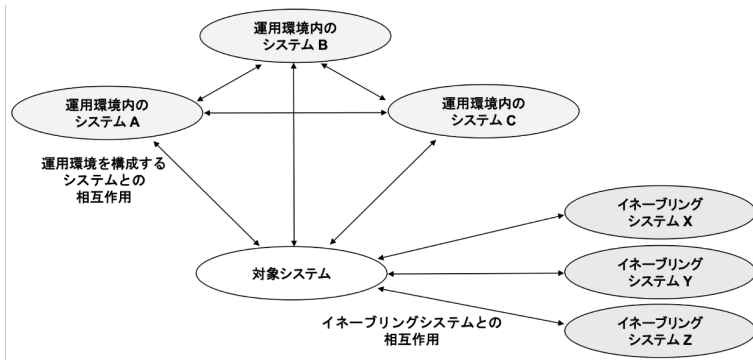 運用環境内の
システム B
運用環境内の
システム A
運用環境内の
システム C
運用環境を構成する
システムとの
相互作用
イネーブリング
システム X
対象システム
イネーブリング
システム Y
イネーブリングシステムとの
相互作用
イネーブリング
システム Z